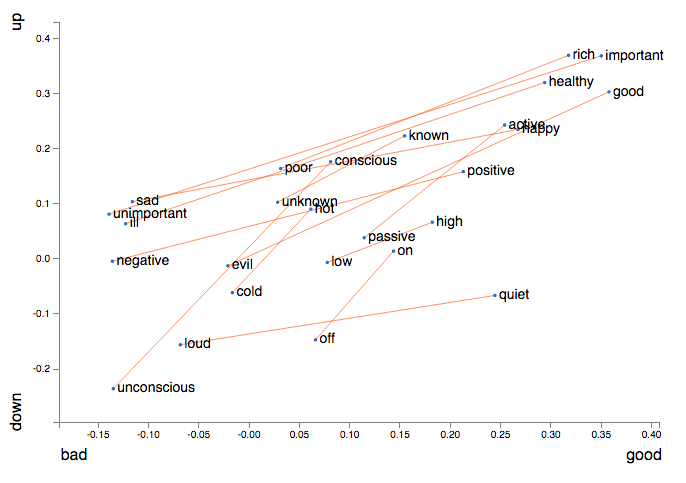 up
0.4
rich
important
healthy
0.3
good
active
happy
0.2
known
conscious
poor
positive
0.1
sad
unknown
hot
unimportant
ill
high
passive
0.0
negative
evil
low
on
cold
quiet
-0.1
loud
off
-0.2
unconscious
down
-0.15 -0.10 -0.05 -0.00 0.05 0.10 0.15 0.20 0.25 0.30 0.35 0.40
bad good